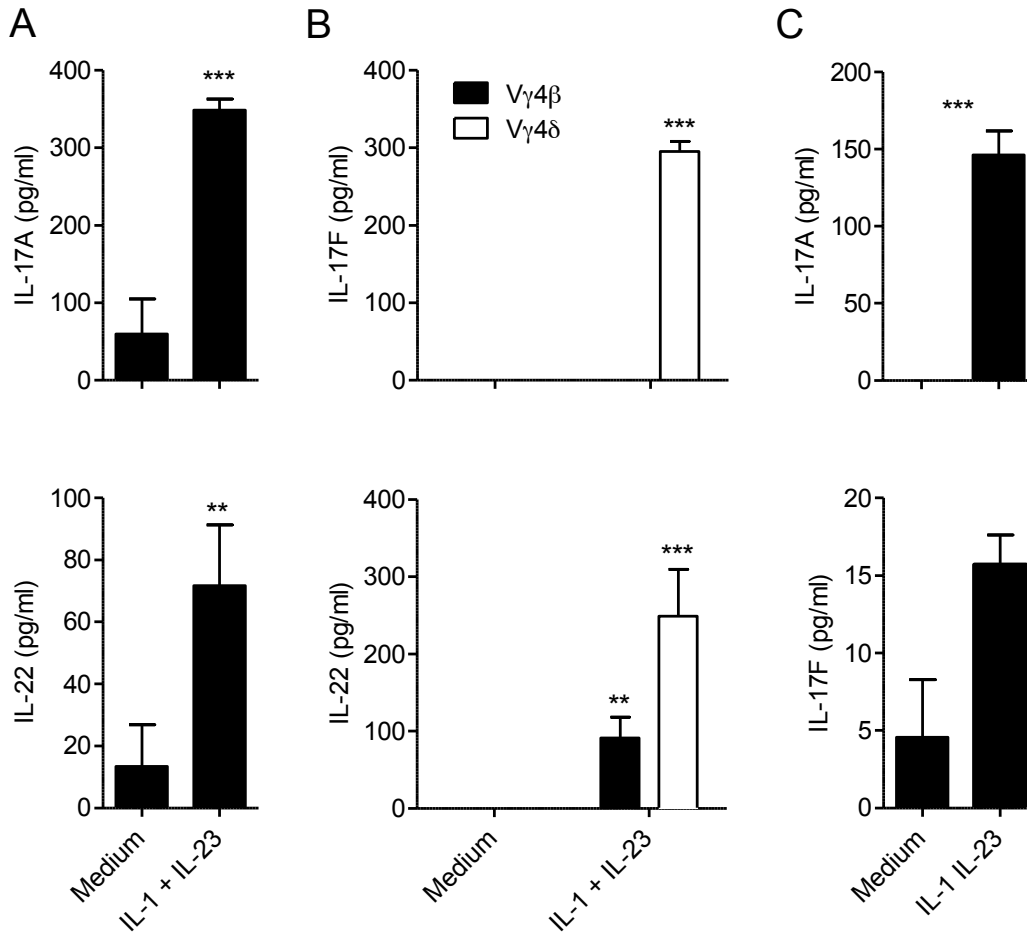 A
B
C
400
300
200
100
0
IL-17A (pg/ml)
***
400
300
200
100
0
IL-17F (pg/ml)
Vγ4β
Vγ4δ
***
200
150
100
50
0
IL-17A (pg/ml)
***
100
80
60
40
20
0
IL-22 (pg/ml)
**
Medium
IL-1 + IL-23
400
300
200
100
0
IL-22 (pg/ml)
**
***
Medium
IL-1 + IL-23
20
15
10
5
0
IL-17F (pg/ml)
Medium
IL-1 IL-23